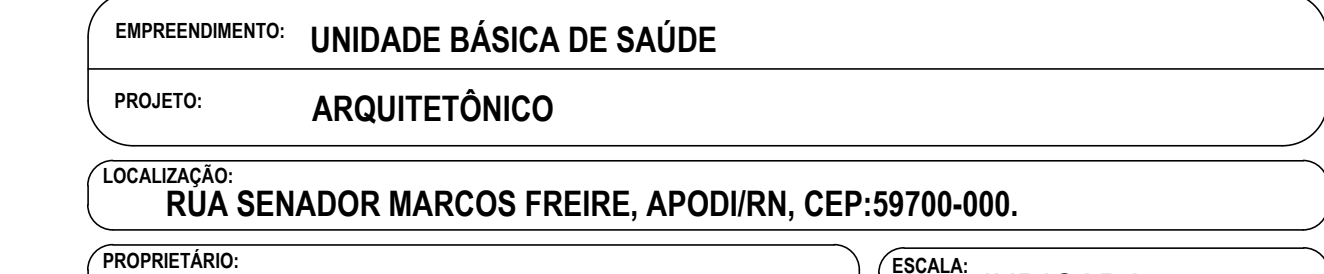 EMPREENDIMENTO: UNIDADE BÁSICA DE SAÚDE
PROJETO: ARQUITETÔNICO
LOCALIZAÇÃO:
RUA SENADOR MARCOS FREIRE, APODI/RN, CEP:59700-000.
PROPRIETÁRIO:
ESCALA: